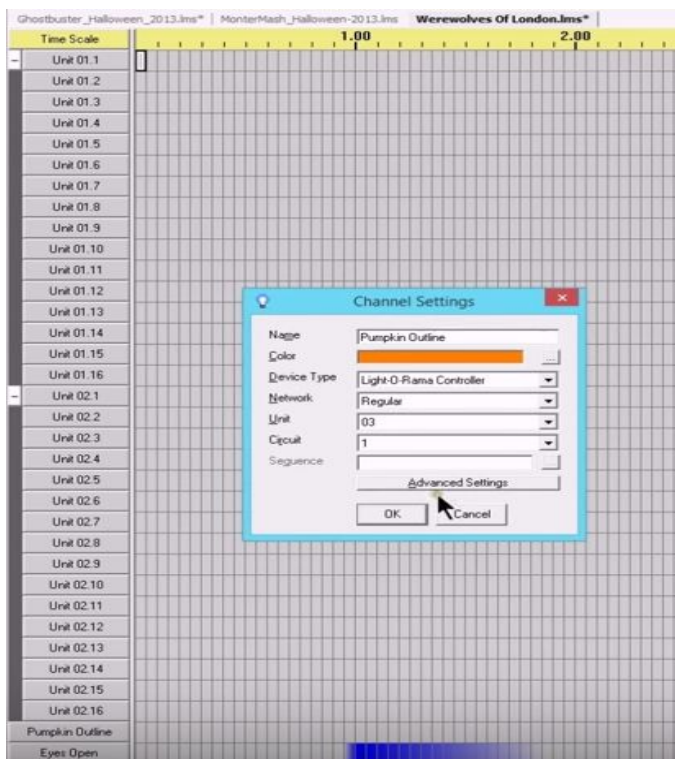 Ghostbuster_Halloween_2013.lms* | MonterMash_Halloween-2013.lms Werewolves Of London.lms*
Time Scale 1.00 2.00
Unit 01.1
Unit 01.2
Unit 01.3
Unit 01.4
Unit 01.5
Unit 01.6
Unit 01.7
Unit 01.8
Unit 01.9
Unit 01.10
Unit 01.11
Unit 01.12
Unit 01.13
Unit 01.14
Unit 01.15
Unit 01.16
Unit 02.1
Unit 02.2
Unit 02.3
Unit 02.4
Unit 02.5
Unit 02.6
Unit 02.7
Unit 02.8
Unit 02.9
Unit 02.10
Unit 02.11
Unit 02.12
Unit 02.13
Unit 02.14
Unit 02.15
Unit 02.16
Pumpkin Outline
Eyes Open
Channel Settings
Name Pumpkin Outline
Color ...
Device Type Light-O-Rama Controller
Network Regular
Unit 03
Circuit 1
Sequence
Advanced Settings
OK Cancel